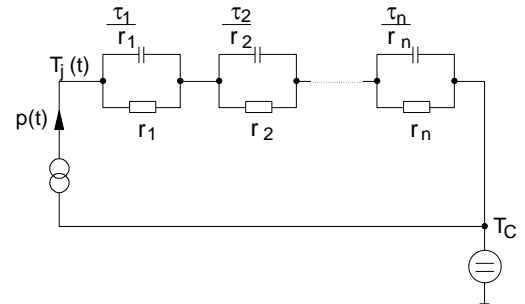 τ1 τ2 τn
r1 r2 rn
Tj (t)
r1 r2 rn
p(t)
TC